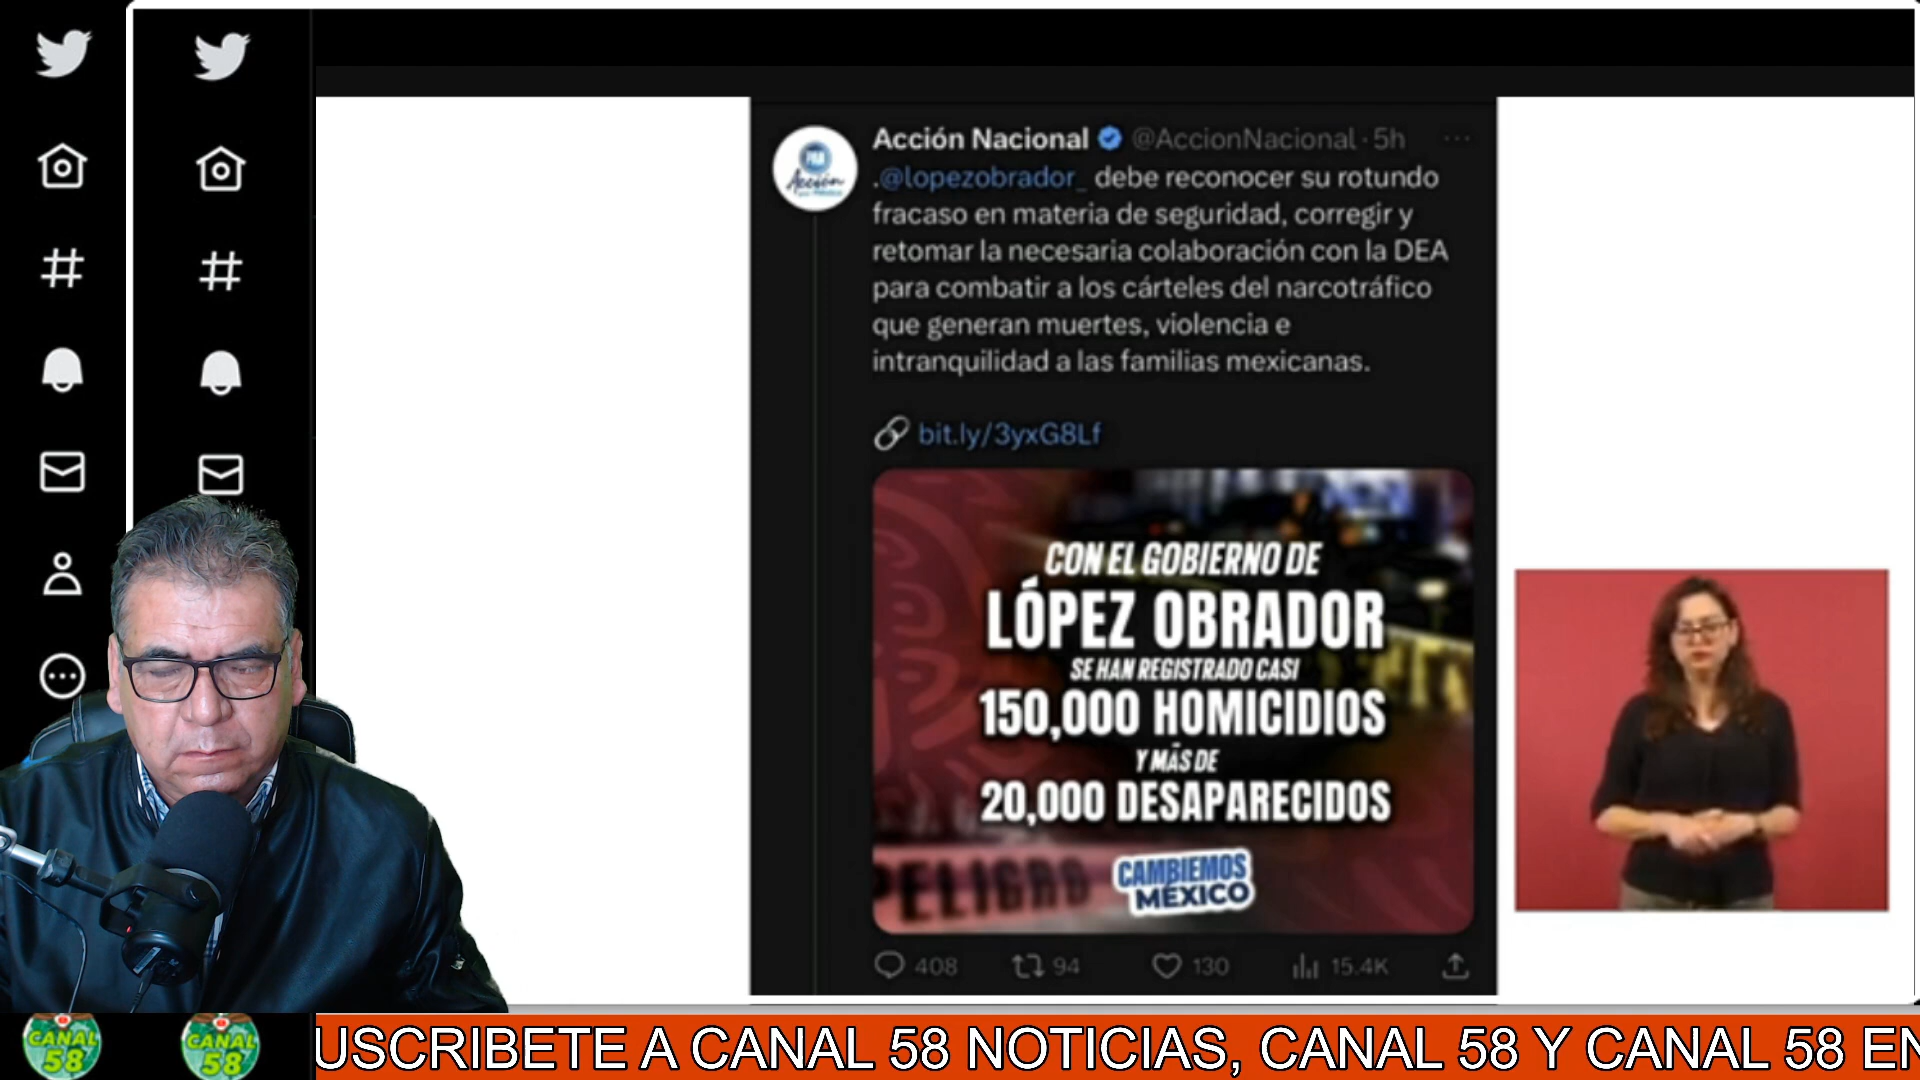 Acción Nacional @AccionNacional · 5h
.@lopezobrador_ debe reconocer su rotundo
fracaso en materia de seguridad, corregir y
retomar la necesaria colaboración con la DEA
para combatir a los cárteles del narcotráfico
que generan muertes, violencia e
intranquilidad a las familias mexicanas.
bit.ly/3yxG8Lf
PAN
Acción
CON EL GOBIERNO DE
LÓPEZ OBRADOR
SE HAN REGISTRADO CASI
150,000 HOMICIDIOS
Y MÁS DE
20,000 DESAPARECIDOS
PELIGRO
CAMBIEMOS
MÉXICO
408 94 130 15.4K
CANAL
58
CANAL
58
USCRIBETE A CANAL 58 NOTICIAS, CANAL 58 Y CANAL 58 EN